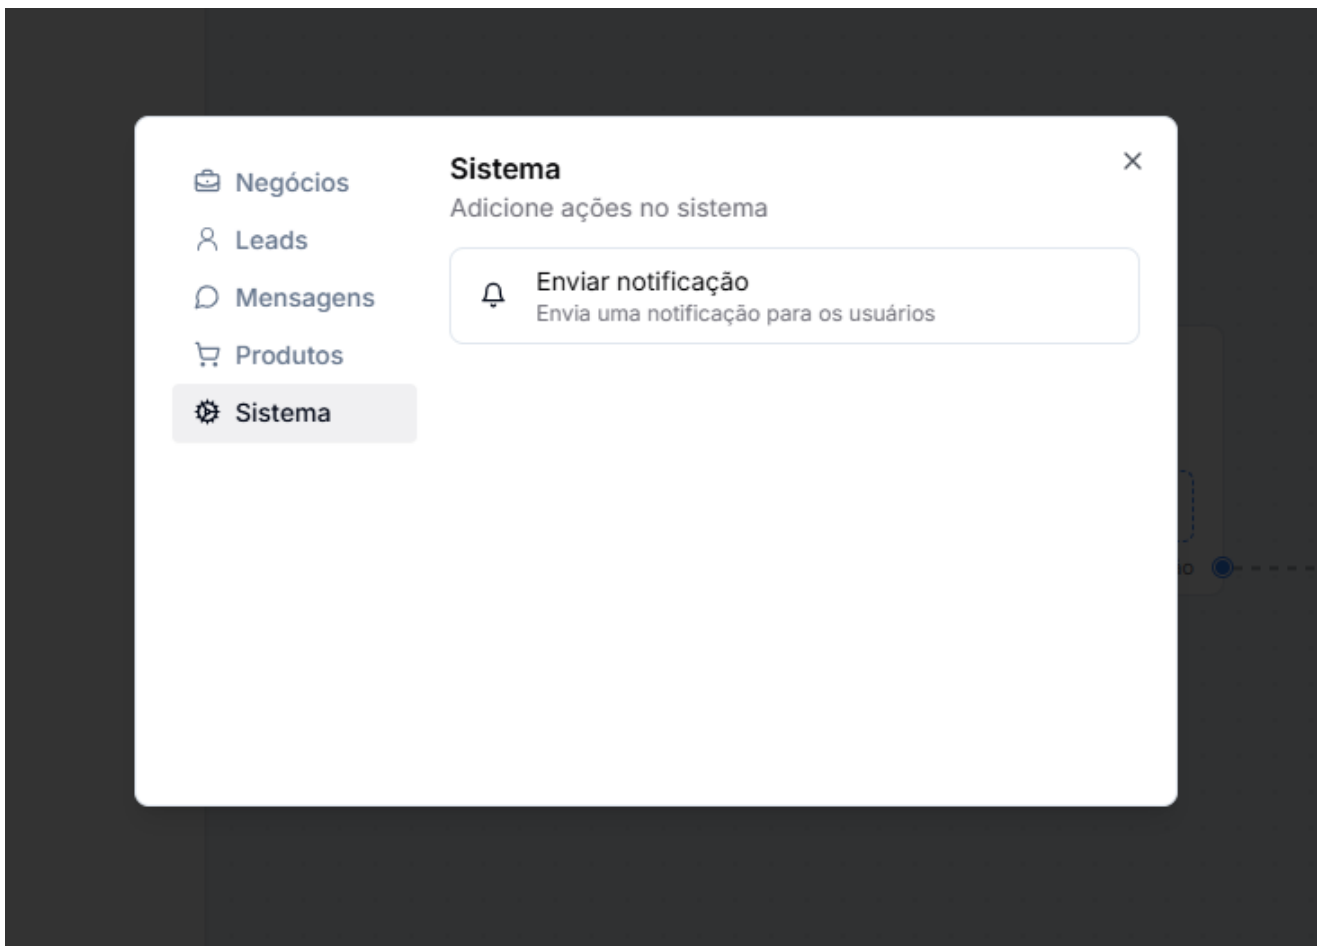 Negócios
Leads
Mensagens
Produtos
Sistema
Sistema
Adicione ações no sistema
Enviar notificação
Envia uma notificação para os usuários